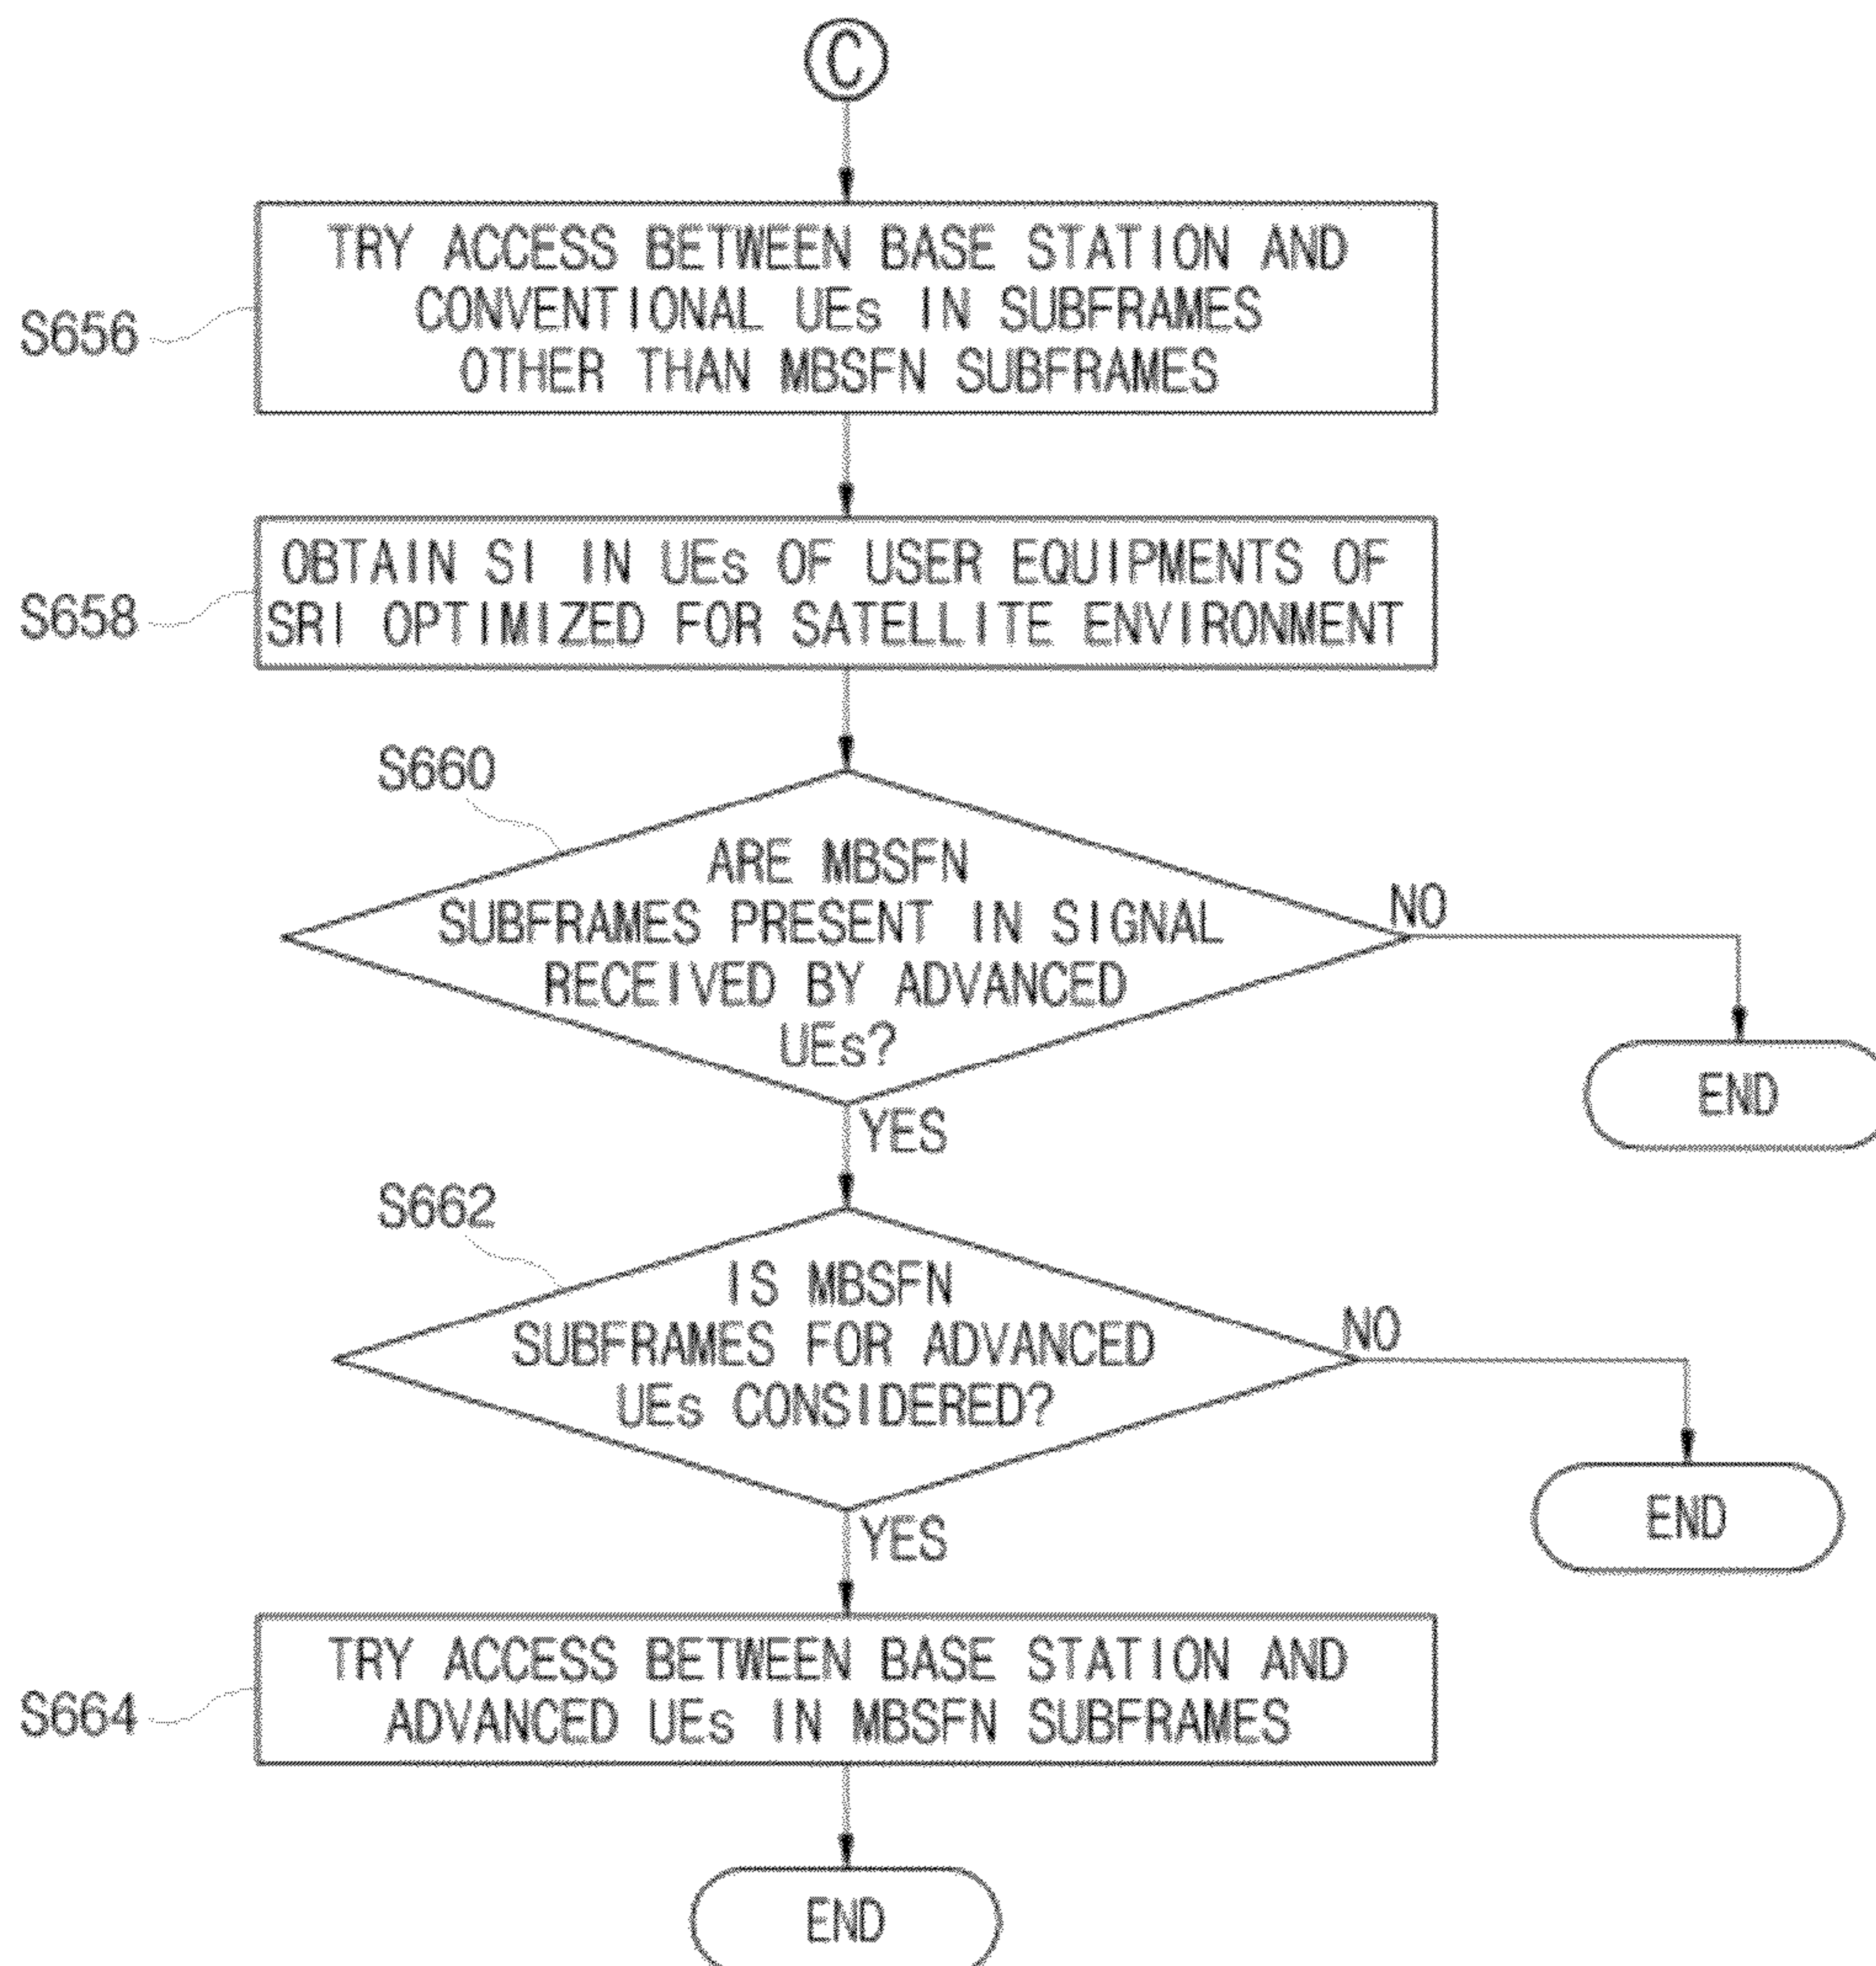 C
TRY ACCESS BETWEEN BASE STATION AND
CONVENTIONAL UEs IN SUBFRAMES
OTHER THAN MBSFN SUBFRAMES
S656
OBTAIN SI IN UEs OF USER EQUIPMENTS OF
SRI OPTIMIZED FOR SATELLITE ENVIRONMENT
S658
S660
ARE MBSFN
SUBFRAMES PRESENT IN SIGNAL
RECEIVED BY ADVANCED
UEs?
NO
END
YES
S662
IS MBSFN
SUBFRAMES FOR ADVANCED
UEs CONSIDERED?
NO
END
YES
TRY ACCESS BETWEEN BASE STATION AND
ADVANCED UEs IN MBSFN SUBFRAMES
S664
END